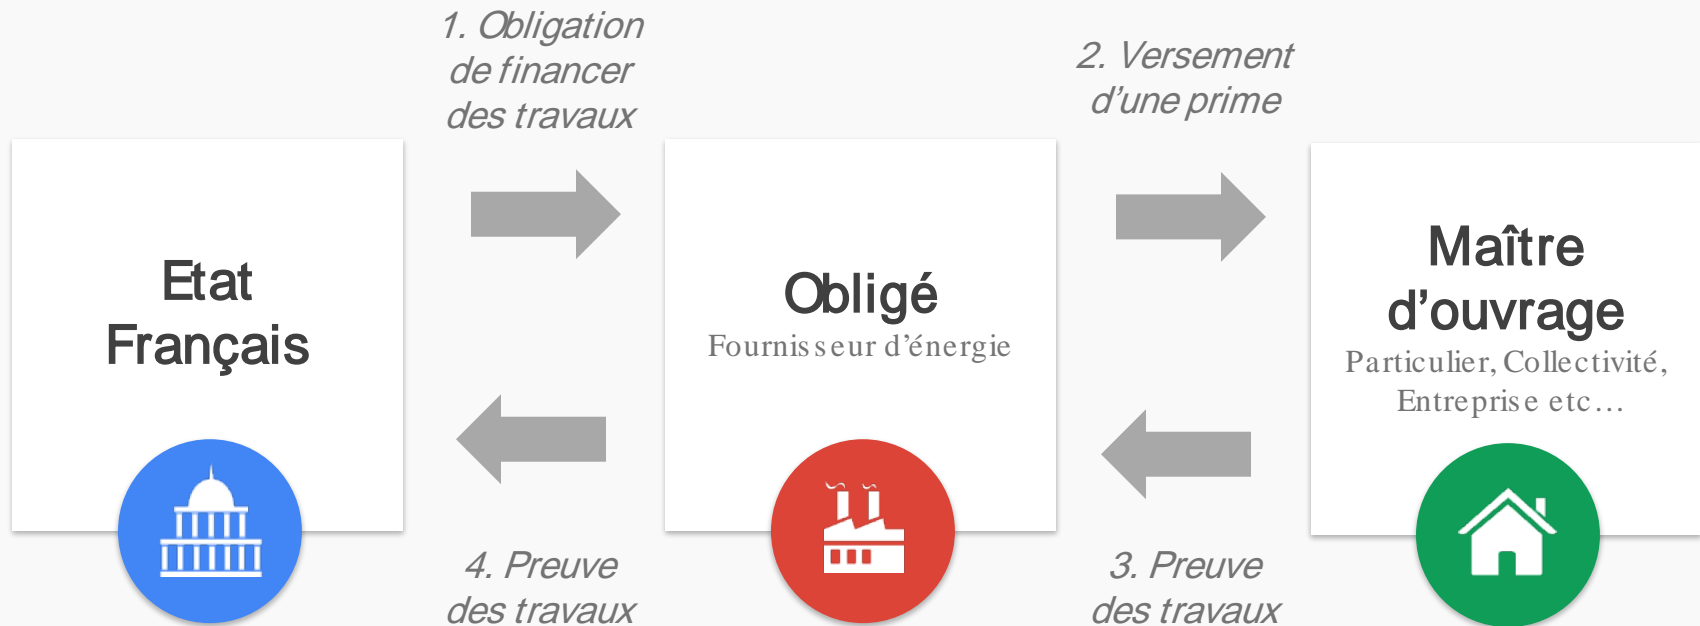 1. Obligation
de financer
des travaux
2. Versement
d’une prime
Etat
Français
Obligé
Fournisseur d’énergie
Maître
d’ouvrage
Particulier, Collectivité,
Entreprise etc…
4. Preuve
des travaux
3. Preuve
des travaux